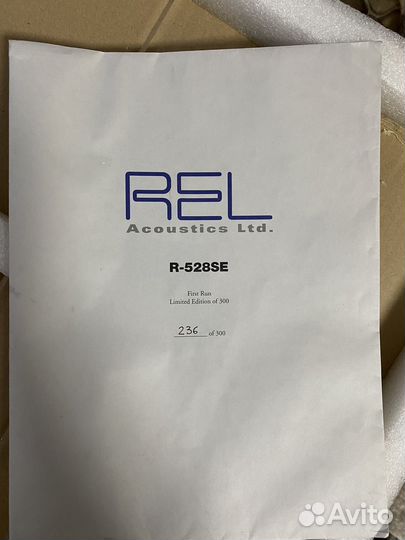 REL
Acoustics Ltd.
R-528SE
First Run
Limited Edition of 300
236 of 300
Avito